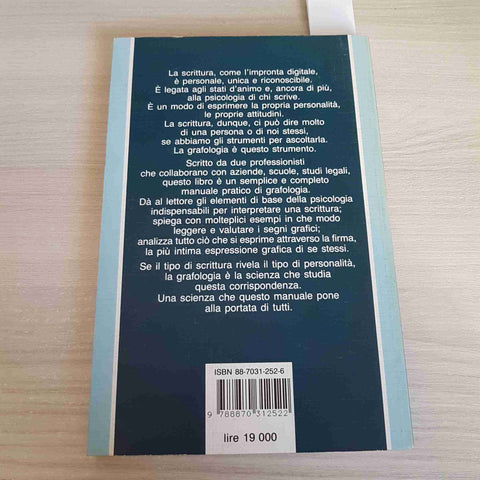 La scrittura, come l'impronta digitale,
è personale, unica e riconoscibile.
È legata agli stati d'animo e, ancora di più,
alla psicologia di chi scrive.
È un modo di esprimere la propria personalità,
le proprie attitudini.
La scrittura, dunque, ci può dire molto
di una persona o di noi stessi,
se abbiamo gli strumenti per ascoltarla.
La grafologia è questo strumento.
Scritto da due professionisti
che collaborano con aziende, scuole, studi legali,
questo libro è un semplice e completo
manuale pratico di grafologia.
Dà al lettore gli elementi di base della psicologia
indispensabili per interpretare una scrittura;
spiega con molteplici esempi in che modo
leggere e valutare i segni grafici;
analizza tutto ciò che si esprime attraverso la firma,
la più intima espressione grafica di se stessi.
Se il tipo di scrittura rivela il tipo di personalità,
la grafologia è la scienza che studia
questa corrispondenza.
Una scienza che questo manuale pone
alla portata di tutti.
ISBN 88-7031-252-6
9 788870 312522
lire 19 000